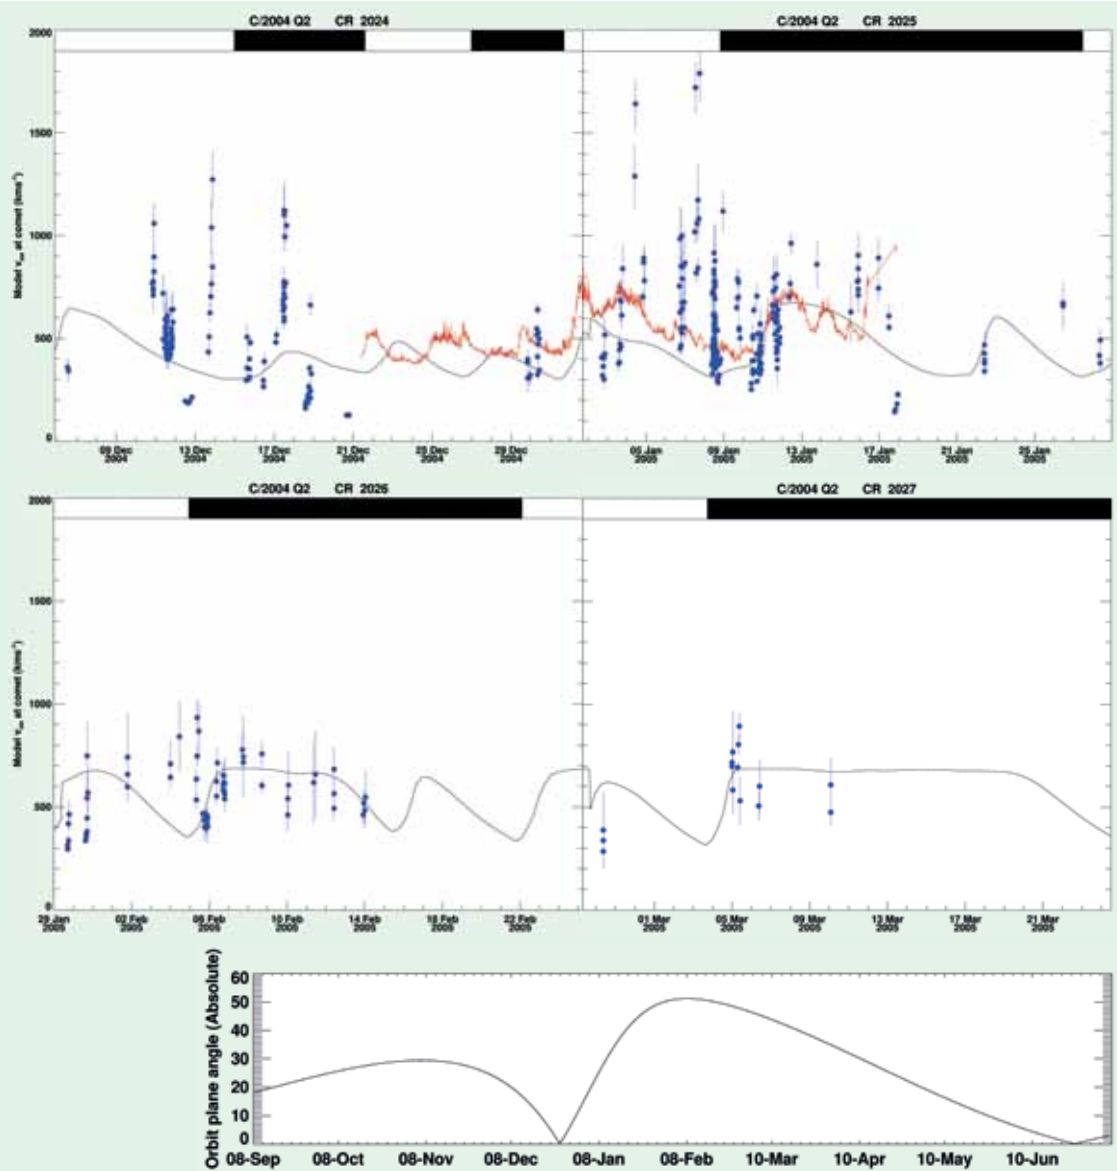 C/2004 Q2 CR 2024
C/2004 Q2 CR 2025
2000
1500
1000
500
0
Model vsw at comet (kms-1)
09 Dec 2004
13 Dec 2004
17 Dec 2004
21 Dec 2004
25 Dec 2004
29 Dec 2004
05 Jan 2005
09 Jan 2005
13 Jan 2005
17 Jan 2005
21 Jan 2005
25 Jan 2005
C/2004 Q2 CR 2026
C/2004 Q2 CR 2027
2000
1500
1000
500
0
Model vsw at comet (kms-1)
29 Jan 2005
02 Feb 2005
06 Feb 2005
10 Feb 2005
14 Feb 2005
18 Feb 2005
22 Feb 2005
01 Mar 2005
05 Mar 2005
09 Mar 2005
13 Mar 2005
17 Mar 2005
21 Mar 2005
Orbit plane angle (Absolute)
60
50
40
30
20
10
0
08-Sep 08-Oct 08-Nov 08-Dec 08-Jan 08-Feb 10-Mar 10-Apr 10-May 10-Jun